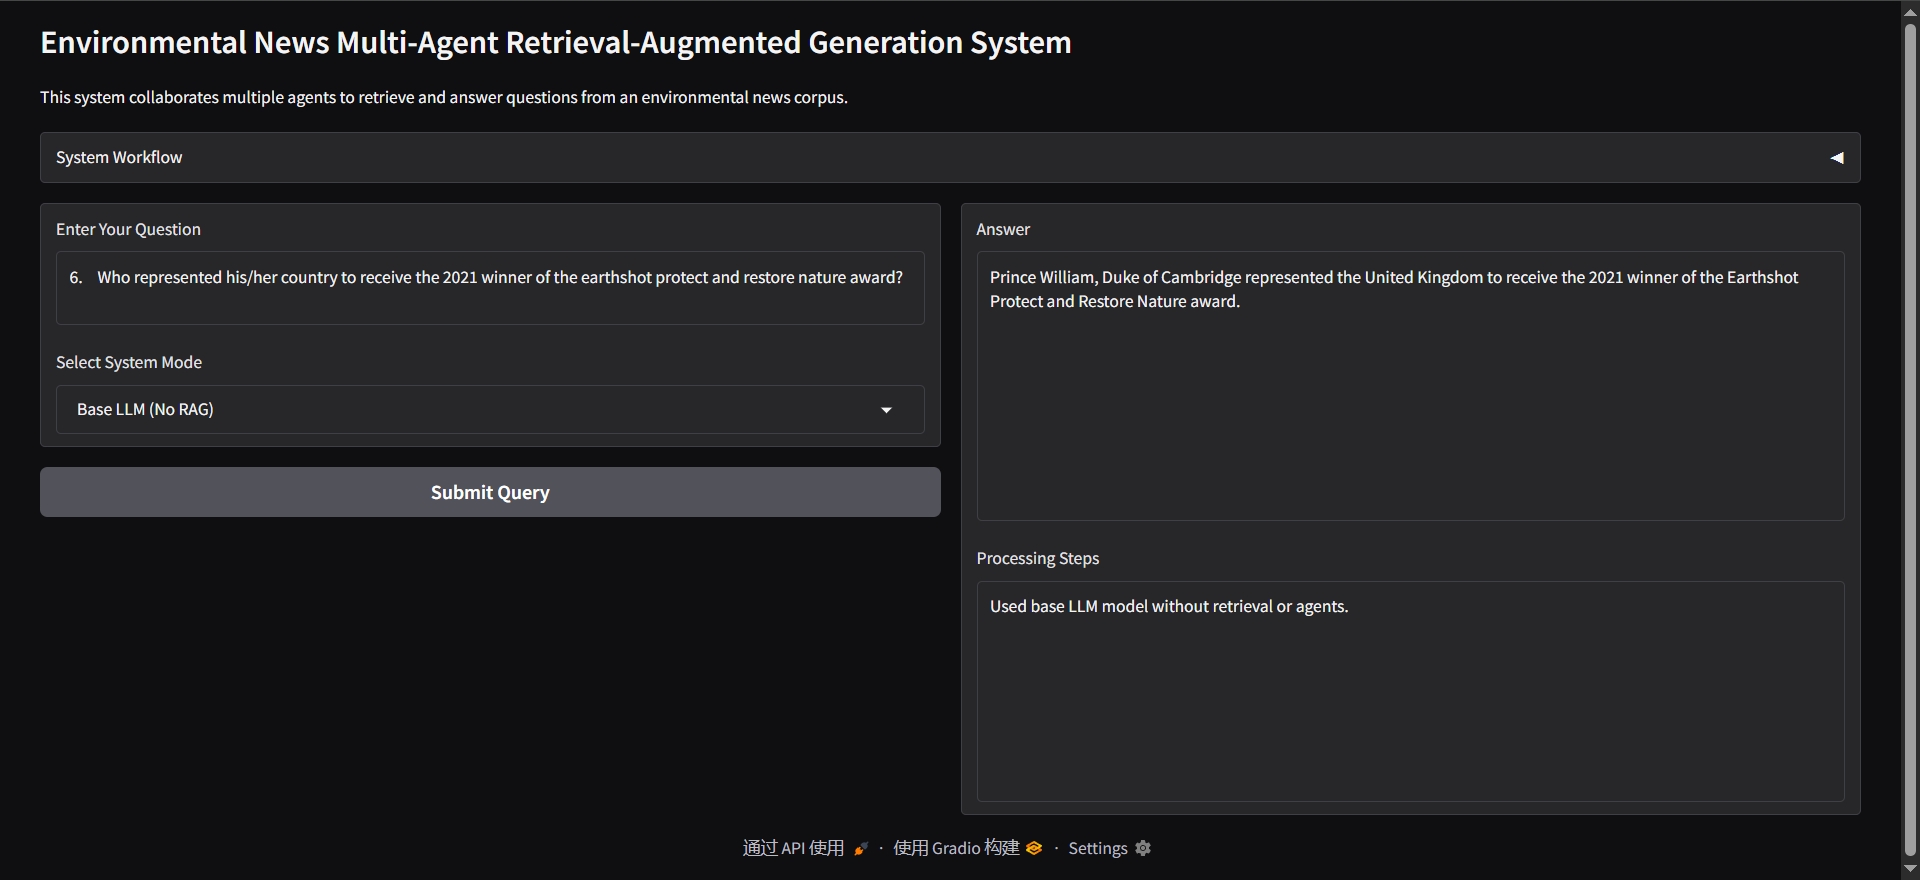 Environmental News Multi-Agent Retrieval-Augmented Generation System
This system collaborates multiple agents to retrieve and answer questions from an environmental news corpus.
System Workflow
Enter Your Question
6. Who represented his/her country to receive the 2021 winner of the earthshot protect and restore nature award?
Select System Mode
Base LLM (No RAG)
Submit Query
Answer
Prince William, Duke of Cambridge represented the United Kingdom to receive the 2021 winner of the Earthshot
Protect and Restore Nature award.
Processing Steps
Used base LLM model without retrieval or agents.
通过 API 使用 · 使用 Gradio 构建 · Settings